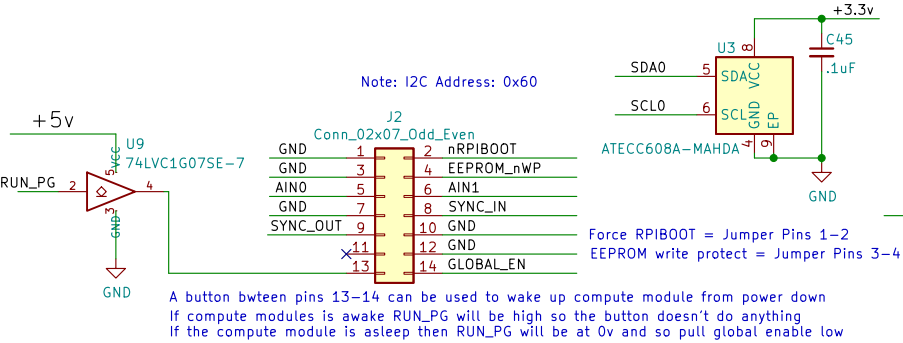 +3.3v
C45
.1uF
U3
8
VCC
SDA0
5
SDA
SCL0
6
SCL
GND
EP
4
9
ATECC608A-MAHDA
GND
Note: I2C Address: 0x60
+5v
U9
74LVC1G07SE-7
5
VCC
RUN_PG
2
4
3
GND
GND
J2
Conn_02x07_Odd_Even
GND 1 2 nRPIBOOT
GND 3 4 EEPROM_nWP
AIN0 5 6 AIN1
GND 7 8 SYNC_IN
SYNC_OUT 9 10 GND
11 12 GND
13 14 GLOBAL_EN
Force RPIBOOT = Jumper Pins 1-2
EEPROM write protect = Jumper Pins 3-4
A button bwteen pins 13-14 can be used to wake up compute module from power down
If compute modules is awake RUN_PG will be high so the button doesn't do anything
If the compute module is asleep then RUN_PG will be at 0v and so pull global enable low